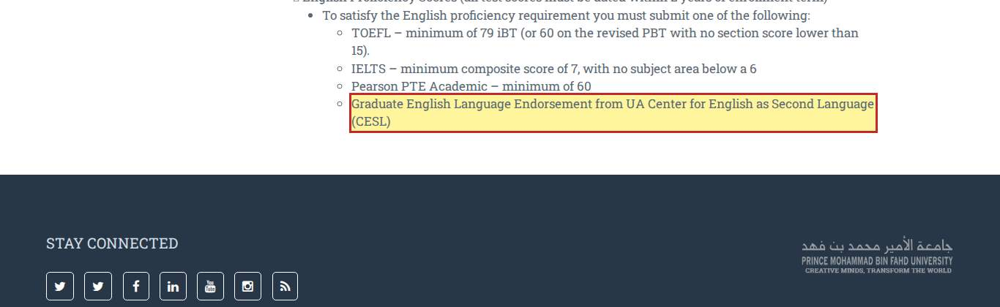 English Proficiency Scores (all test scores must be dated within 2 years of enrollment term)
To satisfy the English proficiency requirement you must submit one of the following:
TOEFL – minimum of 79 iBT (or 60 on the revised PBT with no section score lower than
15).
IELTS – minimum composite score of 7, with no subject area below a 6
Pearson PTE Academic – minimum of 60
Graduate English Language Endorsement from UA Center for English as Second Language
(CESL)
STAY CONNECTED
جامعة الأمير محمد بن فهد
PRINCE MOHAMMAD BIN FAHD UNIVERSITY
CREATIVE MINDS, TRANSFORM THE WORLD
You
Tube